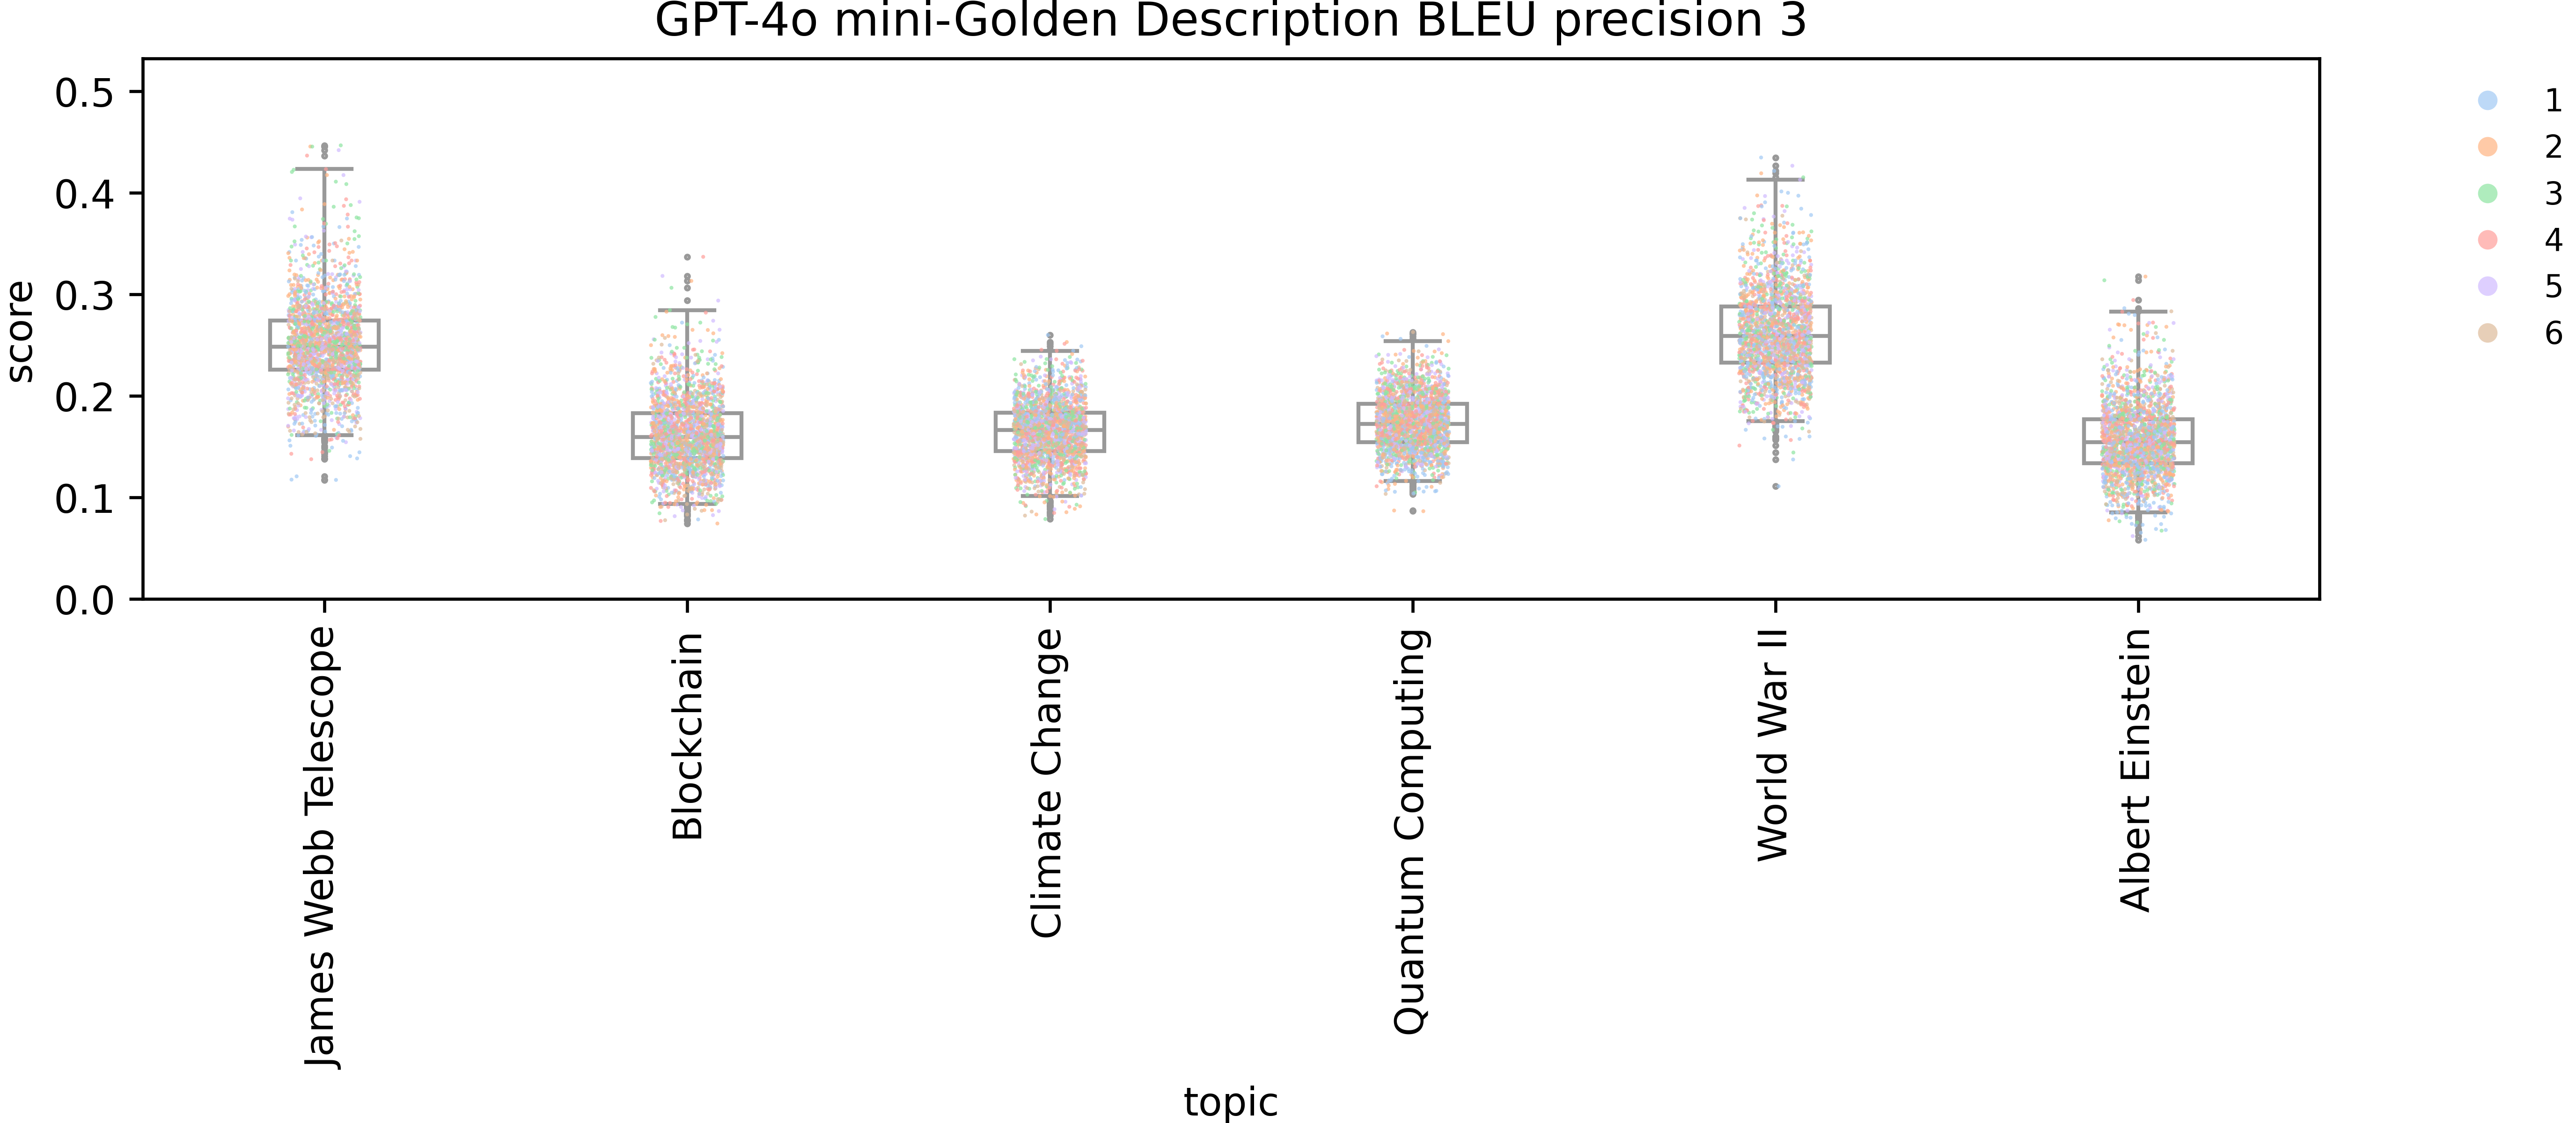 GPT-4o mini-Golden Description BLEU precision 3
score
0.5
0.4
0.3
0.2
0.1
0.0
James Webb Telescope
Blockchain
Climate Change
Quantum Computing
World War II
Albert Einstein
topic
1
2
3
4
5
6